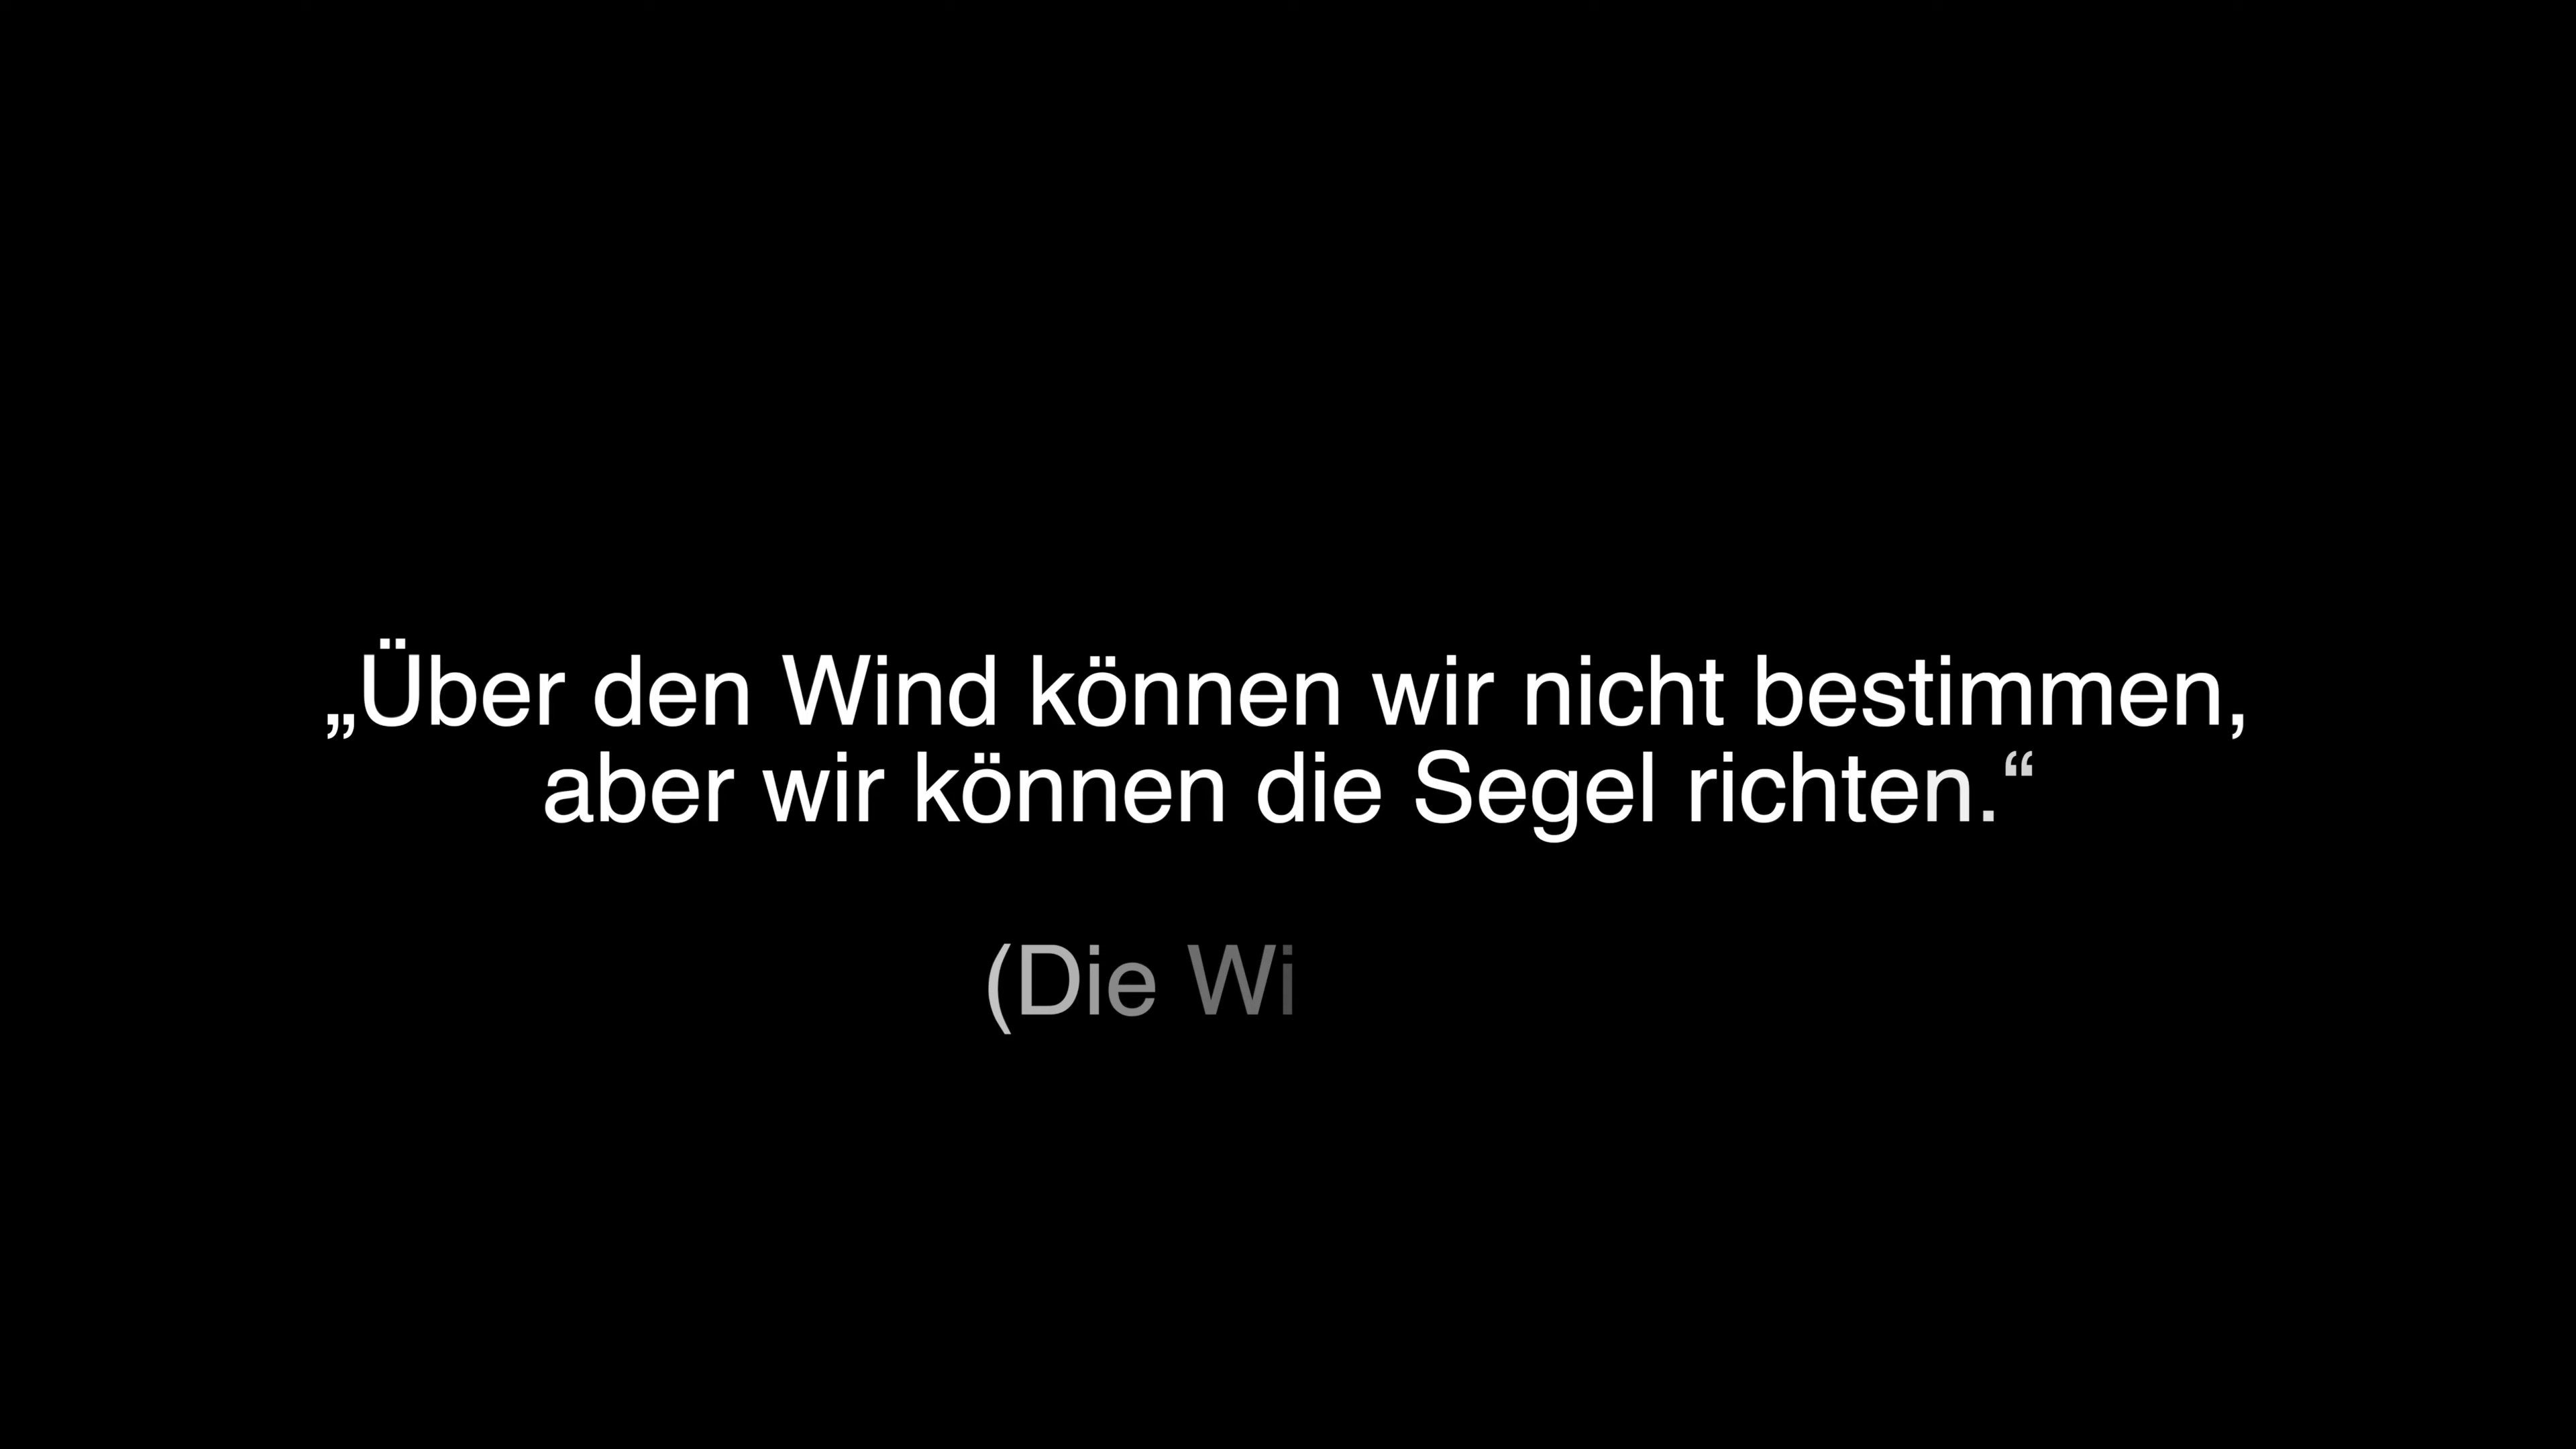 „Über den Wind können wir nicht bestimmen,
aber wir können die Segel richten.“
(Die Wi